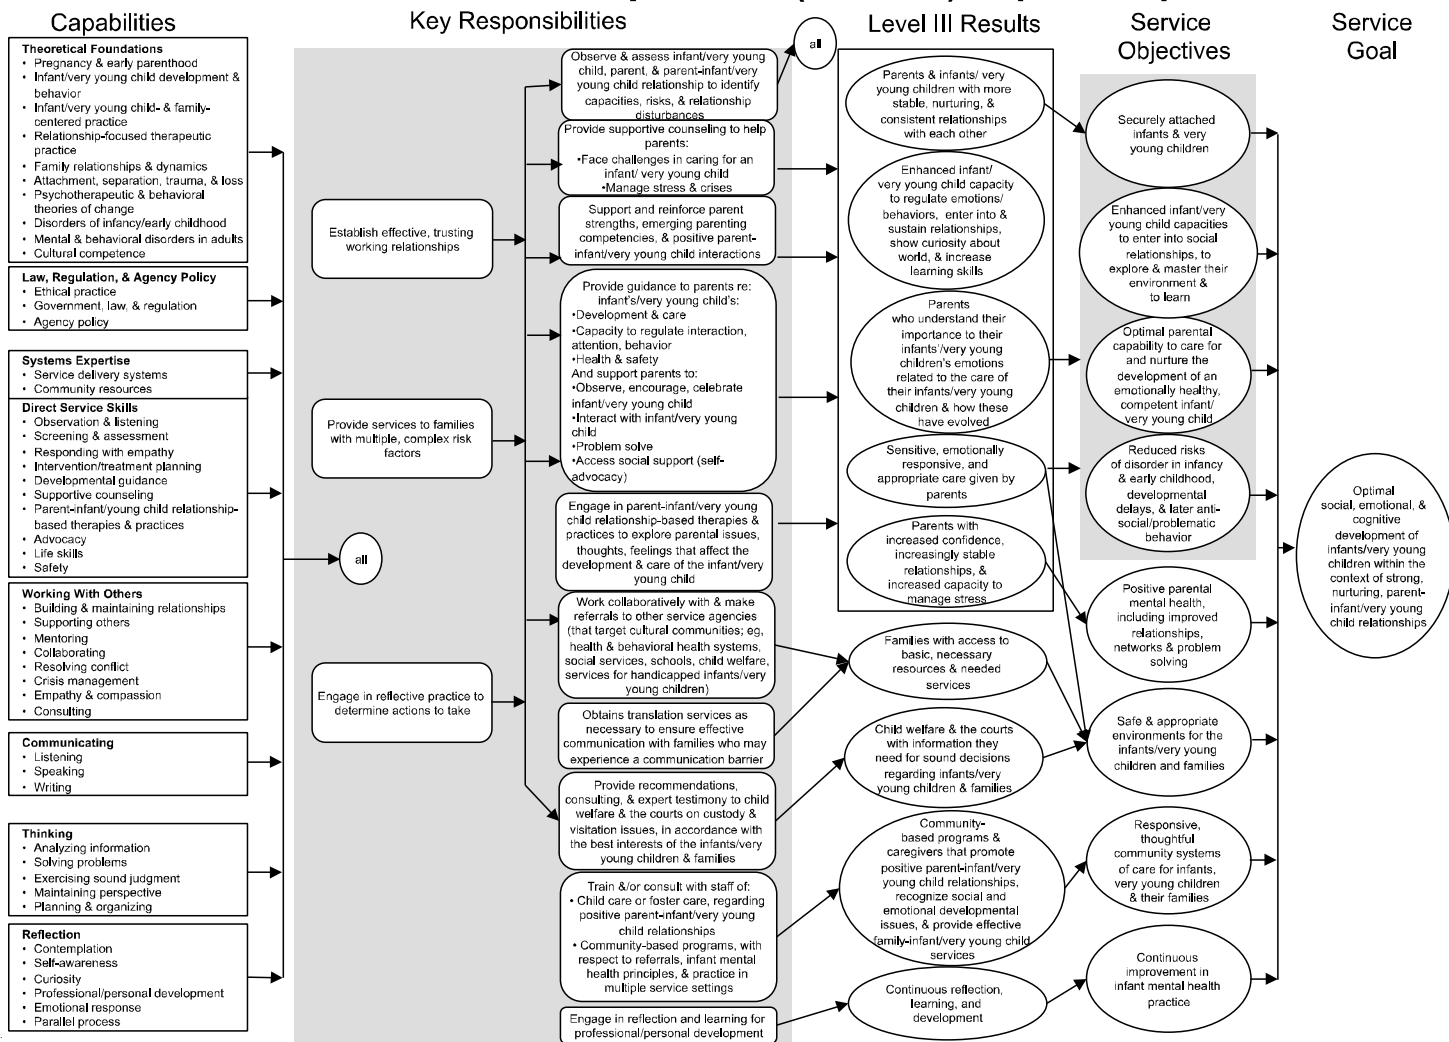 Capabilities
Theoretical Foundations
• Pregnancy & early parenthood
• Infant/very young child development &
behavior
• Infant/very young child- & family-
centered practice
• Relationship-focused therapeutic
practice
• Family relationships & dynamics
• Attachment, separation, trauma, & loss
• Psychotherapeutic & behavioral
theories of change
• Disorders of infancy/early childhood
• Mental & behavioral disorders in adults
• Cultural competence
Law, Regulation, & Agency Policy
• Ethical practice
• Government, law, & regulation
• Agency policy
Systems Expertise
• Service delivery systems
• Community resources
Direct Service Skills
• Observation & listening
• Screening & assessment
• Responding with empathy
• Intervention/treatment planning
• Developmental guidance
• Supportive counseling
• Parent-infant/young child relationship-
based therapies & practices
• Advocacy
• Life skills
• Safety
Working With Others
• Building & maintaining relationships
• Supporting others
• Mentoring
• Collaborating
• Resolving conflict
• Crisis management
• Empathy & compassion
• Consulting
Communicating
• Listening
• Speaking
• Writing
Thinking
• Analyzing information
• Solving problems
• Exercising sound judgment
• Maintaining perspective
• Planning & organizing
Reflection
• Contemplation
• Self-awareness
• Curiosity
• Professional/personal development
• Emotional response
• Parallel process
all
Key Responsibilities
Establish effective, trusting
working relationships
Provide services to families
with multiple, complex risk
factors
Engage in reflective practice to
determine actions to take
Observe & assess infant/very young
child, parent, & parent-infant/very
young child relationship to identify
capacities, risks, & relationship
disturbances
Provide supportive counseling to help
parents:
•Face challenges in caring for an
infant/ very young child
•Manage stress & crises
Support and reinforce parent
strengths, emerging parenting
competencies, & positive parent-
infant/very young child interactions
Provide guidance to parents re:
infant's/very young child's:
•Development & care
•Capacity to regulate interaction,
attention, behavior
•Health & safety
And support parents to:
•Observe, encourage, celebrate
infant/very young child
•Interact with infant/very young
child
•Problem solve
•Access social support (self-
advocacy)
Engage in parent-infant/very young
child relationship-based therapies &
practices to explore parental issues,
thoughts, feelings that affect the
development & care of the infant/very
young child
Work collaboratively with & make
referrals to other service agencies
(that target cultural communities; eg,
health & behavioral health systems,
social services, schools, child welfare,
services for handicapped infants/very
young children)
Obtains translation services as
necessary to ensure effective
communication with families who may
experience a communication barrier
Provide recommendations,
consulting, & expert testimony to child
welfare & the courts on custody &
visitation issues, in accordance with
the best interests of the infants/very
young children & families
Train &/or consult with staff of:
• Child care or foster care, regarding
positive parent-infant/very young
child relationships
• Community-based programs, with
respect to referrals, infant mental
health principles, & practice in
multiple service settings
Engage in reflection and learning for
professional/personal development
all
Level III Results
Parents & infants/ very
young children with more
stable, nurturing, &
consistent relationships
with each other
Enhanced infant/
very young child capacity
to regulate emotions/
behaviors, enter into &
sustain relationships,
show curiosity about
world, & increase
learning skills
Parents
who understand their
importance to their
infants'/very young
children's emotions
related to the care of
their infants/very young
children & how these
have evolved
Sensitive, emotionally
responsive, and
appropriate care given by
parents
Parents with
increased confidence,
increasingly stable
relationships, &
increased capacity to
manage stress
Families with access to
basic, necessary
resources & needed
services
Child welfare & the courts
with information they
need for sound decisions
regarding infants/very
young children & families
Community-
based programs &
caregivers that promote
positive parent-infant/very
young child relationships,
recognize social and
emotional developmental
issues, & provide effective
family-infant/very young child
services
Continuous reflection,
learning, and
development
Service
Objectives
Securely attached
infants & very
young children
Enhanced infant/very
young child capacities
to enter into social
relationships, to
explore & master their
environment &
to learn
Optimal parental
capability to care for
and nurture the
development of an
emotionally healthy,
competent infant/
very young child
Reduced risks
of disorder in infancy
& early childhood,
developmental
delays, & later anti-
social/problematic
behavior
Positive parental
mental health,
including improved
relationships,
networks & problem
solving
Safe & appropriate
environments for the
infants/very young
children and families
Responsive,
thoughtful
community systems
of care for infants,
very young children
& their families
Continuous
improvement in
infant mental health
practice
Service
Goal
Optimal
social, emotional, &
cognitive
development of
infants/very young
children within the
context of strong,
nurturing, parent-
infant/very young
child relationships